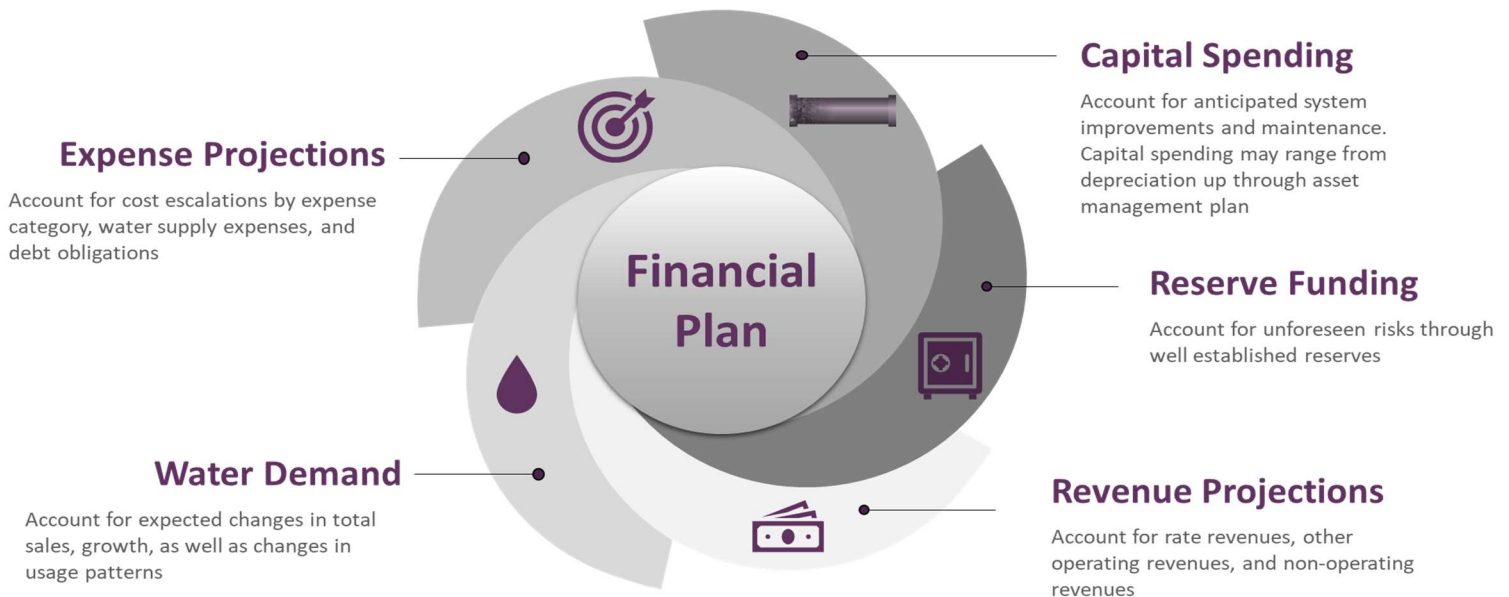 Financial
Plan
Capital Spending
Account for anticipated system
improvements and maintenance.
Capital spending may range from
depreciation up through asset
management plan
Reserve Funding
Account for unforeseen risks through
well established reserves
Revenue Projections
Account for rate revenues, other
operating revenues, and non-operating
revenues
Water Demand
Account for expected changes in total
sales, growth, as well as changes in
usage patterns
Expense Projections
Account for cost escalations by expense
category, water supply expenses, and
debt obligations